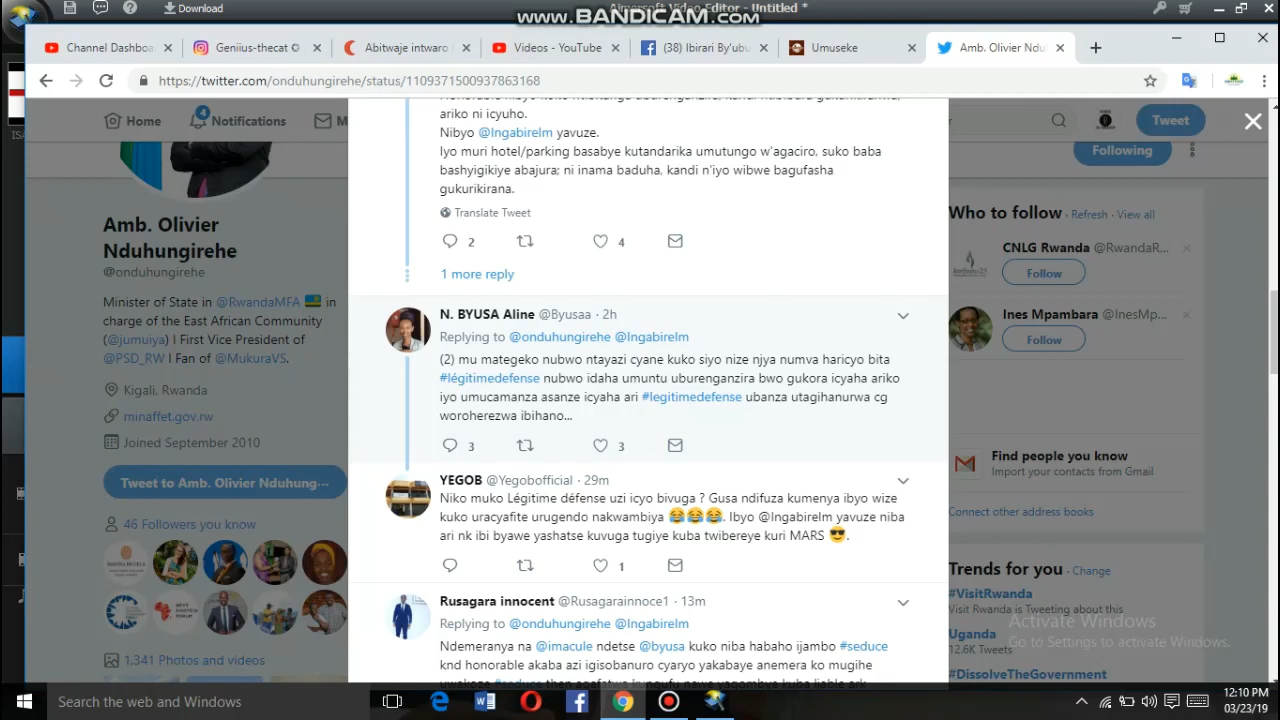 Download
Aimersoft Video Editor - Untitled *
www.BANDICAM.com
Channel Dashboa
Geniius-thecat
Abitwaje intwaro
Videos - YouTube
(38) Ibirari By'ubu
Umuseke
Amb. Olivier Ndu
https://twitter.com/onduhungirehe/status/1109371500937863168
Home
4
Notifications
M
Tweet
Following
ariko ni icyuho.
Nibyo @IngabireIm yavuze.
Iyo muri hotel/parking basabye kutandarika umutungo w'agaciro, suko baba
bashyigikiye abajura; ni inama baduha, kandi n'iyo wibwe bagufasha
gukurikirana.
Translate Tweet
2
4
1 more reply
N. BYUSA Aline @Byusaa · 2h
Replying to @onduhungirehe @IngabireIm
(2) mu mategeko nubwo ntayazi cyane kuko siyo nize njya numva haricyo bita
#légitimedefense nubwo idaha umuntu uburenganzira bwo gukora icyaha ariko
iyo umucamanza asanze icyaha ari #legitimedefense ubanza utagihanurwa cg
woroherezwa ibihano...
3
3
YEGOB @Yegobofficial · 29m
Niko muko Légitime défense uzi icyo bivuga ? Gusa ndifuza kumenya ibyo wize
kuko uracyafite urugendo nakwambiya 😂😂😂. Ibyo @IngabireIm yavuze niba
ari nk ibi byawe yashatse kuvuga tugiye kuba twibereye kuri MARS 😎.
1
Rusagara innocent @Rusagarainnoce1 · 13m
Replying to @onduhungirehe @IngabireIm
Ndemeranya na @imacule ndetse @byusa kuko niba habaho ijambo #seduce
knd honorable akaba azi igisobanuro cyaryo yakabaye anemera ko mugihe
Amb. Olivier
Nduhungirehe
@onduhungirehe
Minister of State in @RwandaMFA 🇷🇼 in
charge of the East African Community
(@jumuiya) I First Vice President of
@PSD_RW I Fan of @MukuraVS.
Kigali, Rwanda
minaffet.gov.rw
Joined September 2010
Tweet to Amb. Olivier Nduhung...
46 Followers you know
1,341 Photos and videos
Who to follow · Refresh · View all
CNLG Rwanda @RwandaR...
Follow
Ines Mpambara @InesMp...
Follow
Find people you know
Import your contacts from Gmail
Connect other address books
Trends for you · Change
#VisitRwanda
Visit Rwanda is Tweeting about this
Uganda
12.6K Tweets
#DissolveTheGovernment
Activate Windows
Go to Settings to activate Windows.
Search the web and Windows
12:10 PM
03/23/19